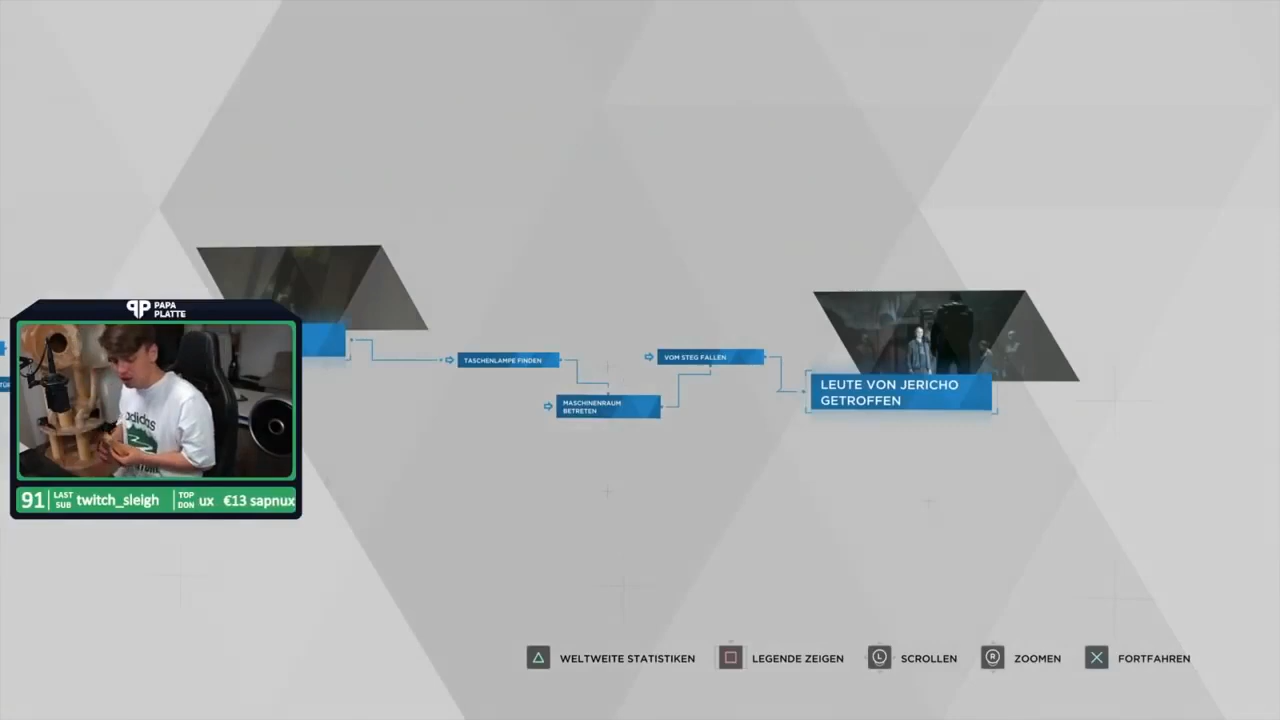 TASCHENLAMPE FINDEN
MASCHINENRAUM
BETRETEN
VOM STEG FALLEN
LEUTE VON JERICHO
GETROFFEN
PAPA
PLATTE
adidas
91 LAST SUB twitch_sleigh TOP DON ux €13 sapnux
WELTWEITE STATISTIKEN
LEGENDE ZEIGEN
L SCROLLEN
R ZOOMEN
FORTFAHREN